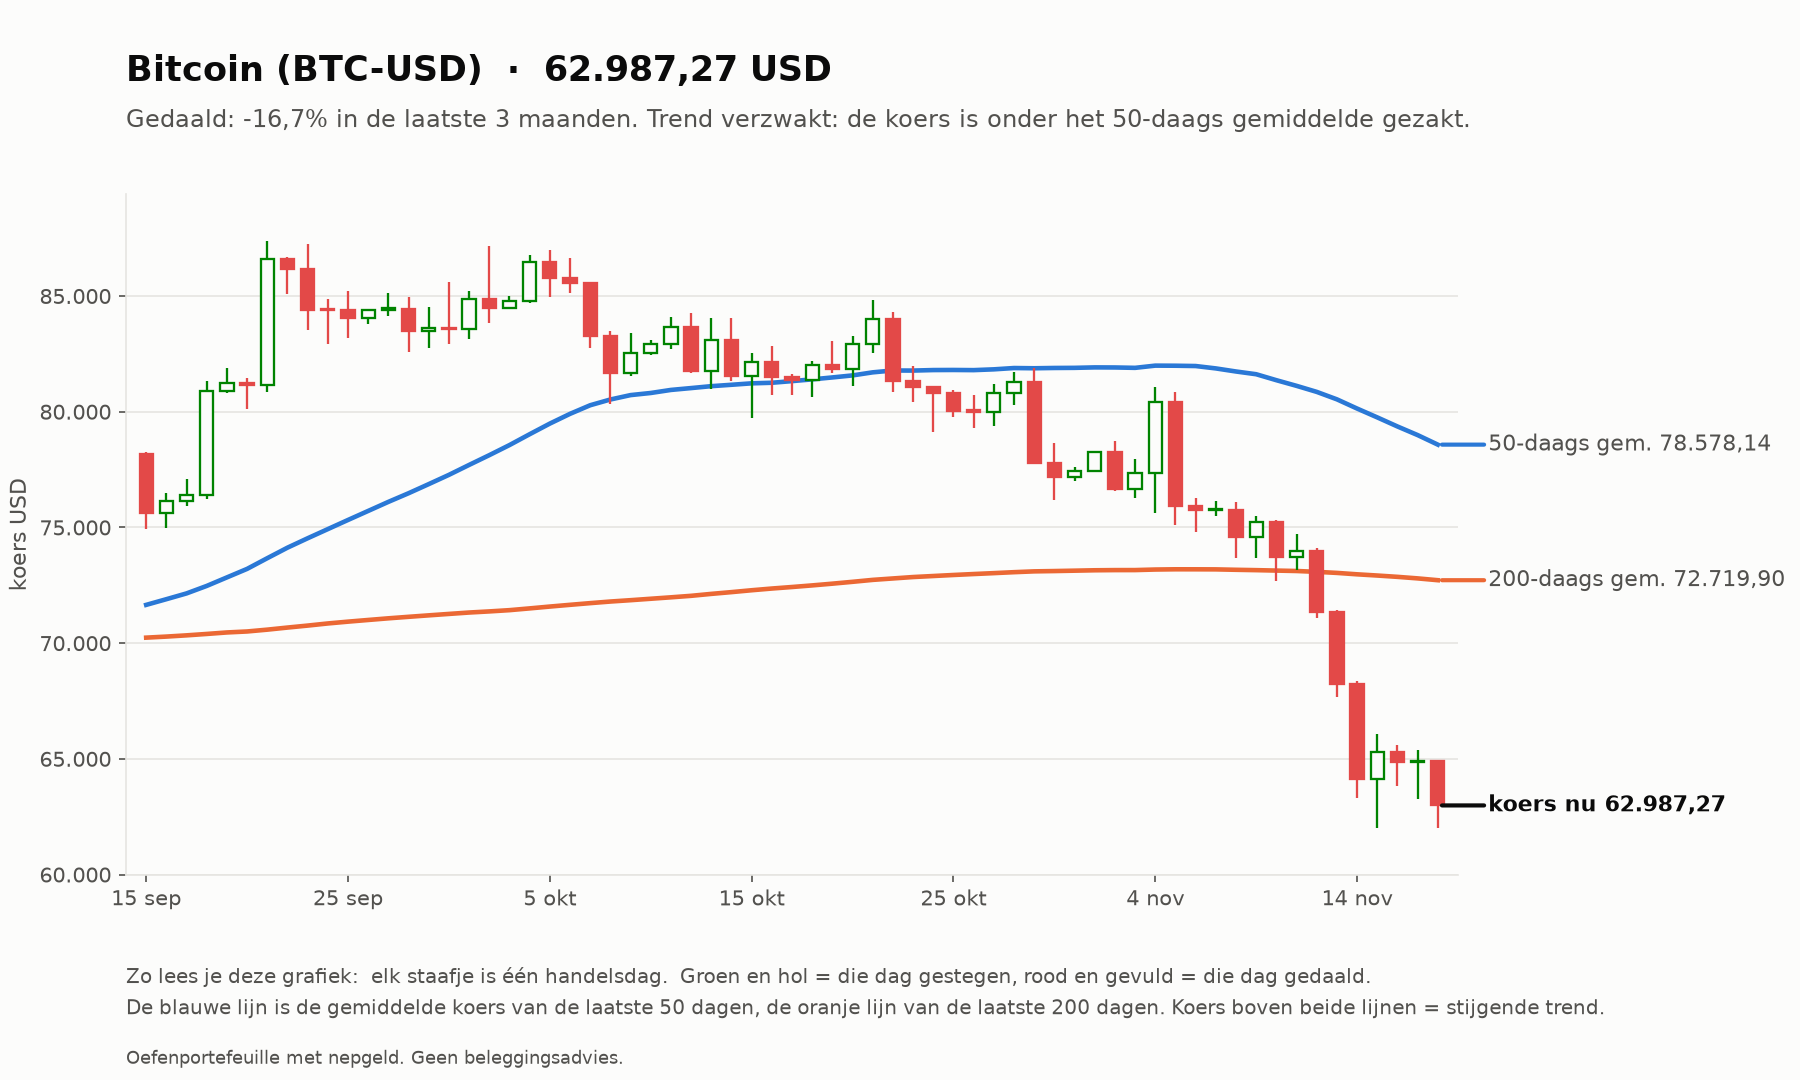 Bitcoin (BTC-USD)  ·  62.987,27 USD
Gedaald: -16,7% in de laatste 3 maanden. Trend verzwakt: de koers is onder het 50-daags gemiddelde gezakt.
koers USD
85.000
80.000
75.000
70.000
65.000
60.000
50-daags gem. 78.578,14
200-daags gem. 72.719,90
koers nu 62.987,27
15 sep
25 sep
5 okt
15 okt
25 okt
4 nov
14 nov
Zo lees je deze grafiek:  elk staafje is één handelsdag.  Groen en hol = die dag gestegen, rood en gevuld = die dag gedaald.
De blauwe lijn is de gemiddelde koers van de laatste 50 dagen, de oranje lijn van de laatste 200 dagen. Koers boven beide lijnen = stijgende trend.
Oefenportefeuille met nepgeld. Geen beleggingsadvies.